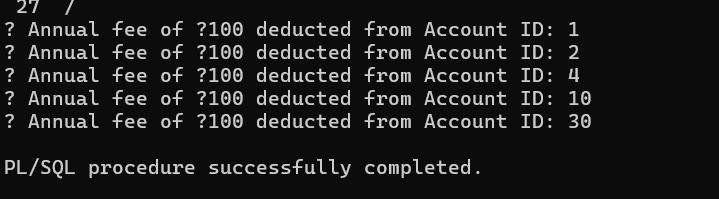 27  /
? Annual fee of ?100 deducted from Account ID: 1
? Annual fee of ?100 deducted from Account ID: 2
? Annual fee of ?100 deducted from Account ID: 4
? Annual fee of ?100 deducted from Account ID: 10
? Annual fee of ?100 deducted from Account ID: 30
PL/SQL procedure successfully completed.